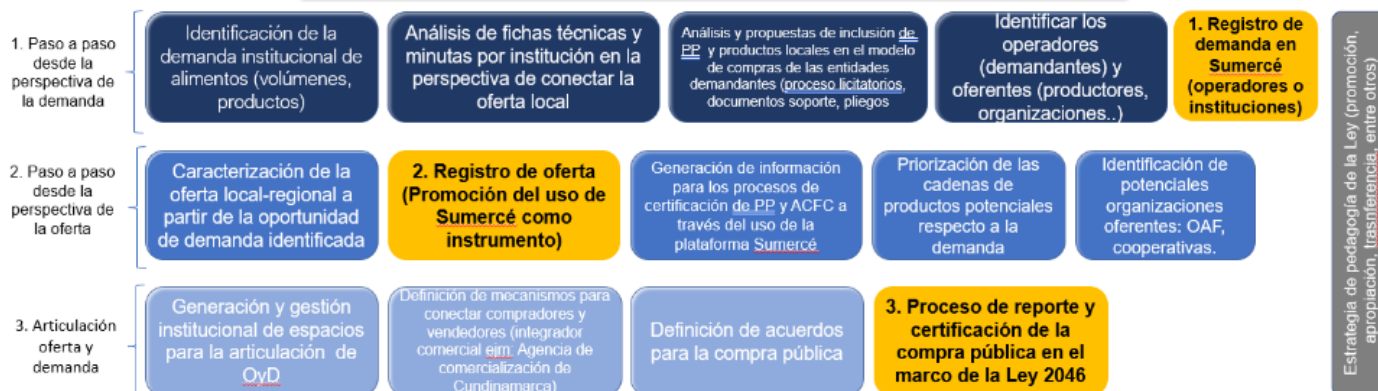 1. Paso a paso
desde la
perspectiva de
la demanda
Identificación de la
demanda institucional de
alimentos (volúmenes,
productos)
Análisis de fichas técnicas y
minutas por institución en la
perspectiva de conectar la
oferta local
Análisis y propuestas de inclusión de
PP y productos locales en el modelo
de compras de las entidades
demandantes (proceso licitatorios,
documentos soporte, pliegos
Identificar los
operadores
(demandantes) y
oferentes (productores,
organizaciones..)
1. Registro de
demanda en
Sumercé
(operadores o
instituciones)
2. Paso a paso
desde la
perspectiva de
la oferta
Caracterización de la
oferta local-regional a
partir de la oportunidad
de demanda identificada
2. Registro de oferta
(Promoción del uso de
Sumercé como
instrumento)
Generación de información
para los procesos de
certificación de PP y ACFC a
través del uso de la
plataforma Sumercé
Priorización de las
cadenas de
productos potenciales
respecto a la
demanda
Identificación de
potenciales
organizaciones
oferentes: OAF,
cooperativas.
3. Articulación
oferta y
demanda
Generación y gestión
institucional de espacios
para la articulación de
OyD
Definición de mecanismos para
conectar compradores y
vendedores (integrador
comercial ejm: Agencia de
comercialización de
Cundinamarca)
Definición de acuerdos
para la compra pública
3. Proceso de reporte y
certificación de la
compra pública en el
marco de la Ley 2046
Estrategia de pedagogía de la Ley (promoción,
apropiación, trasnferencia, entre otros)